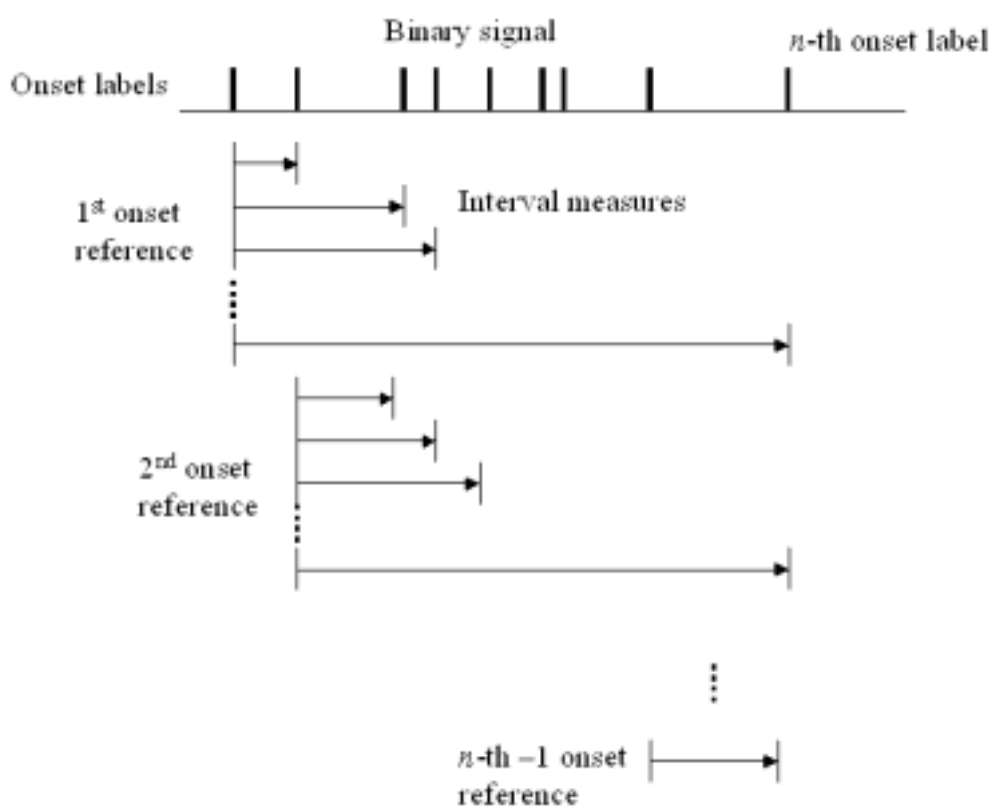 Binary signal
n-th onset label
Onset labels
Interval measures
1st onset
reference
2nd onset
reference
n-th –1 onset
reference